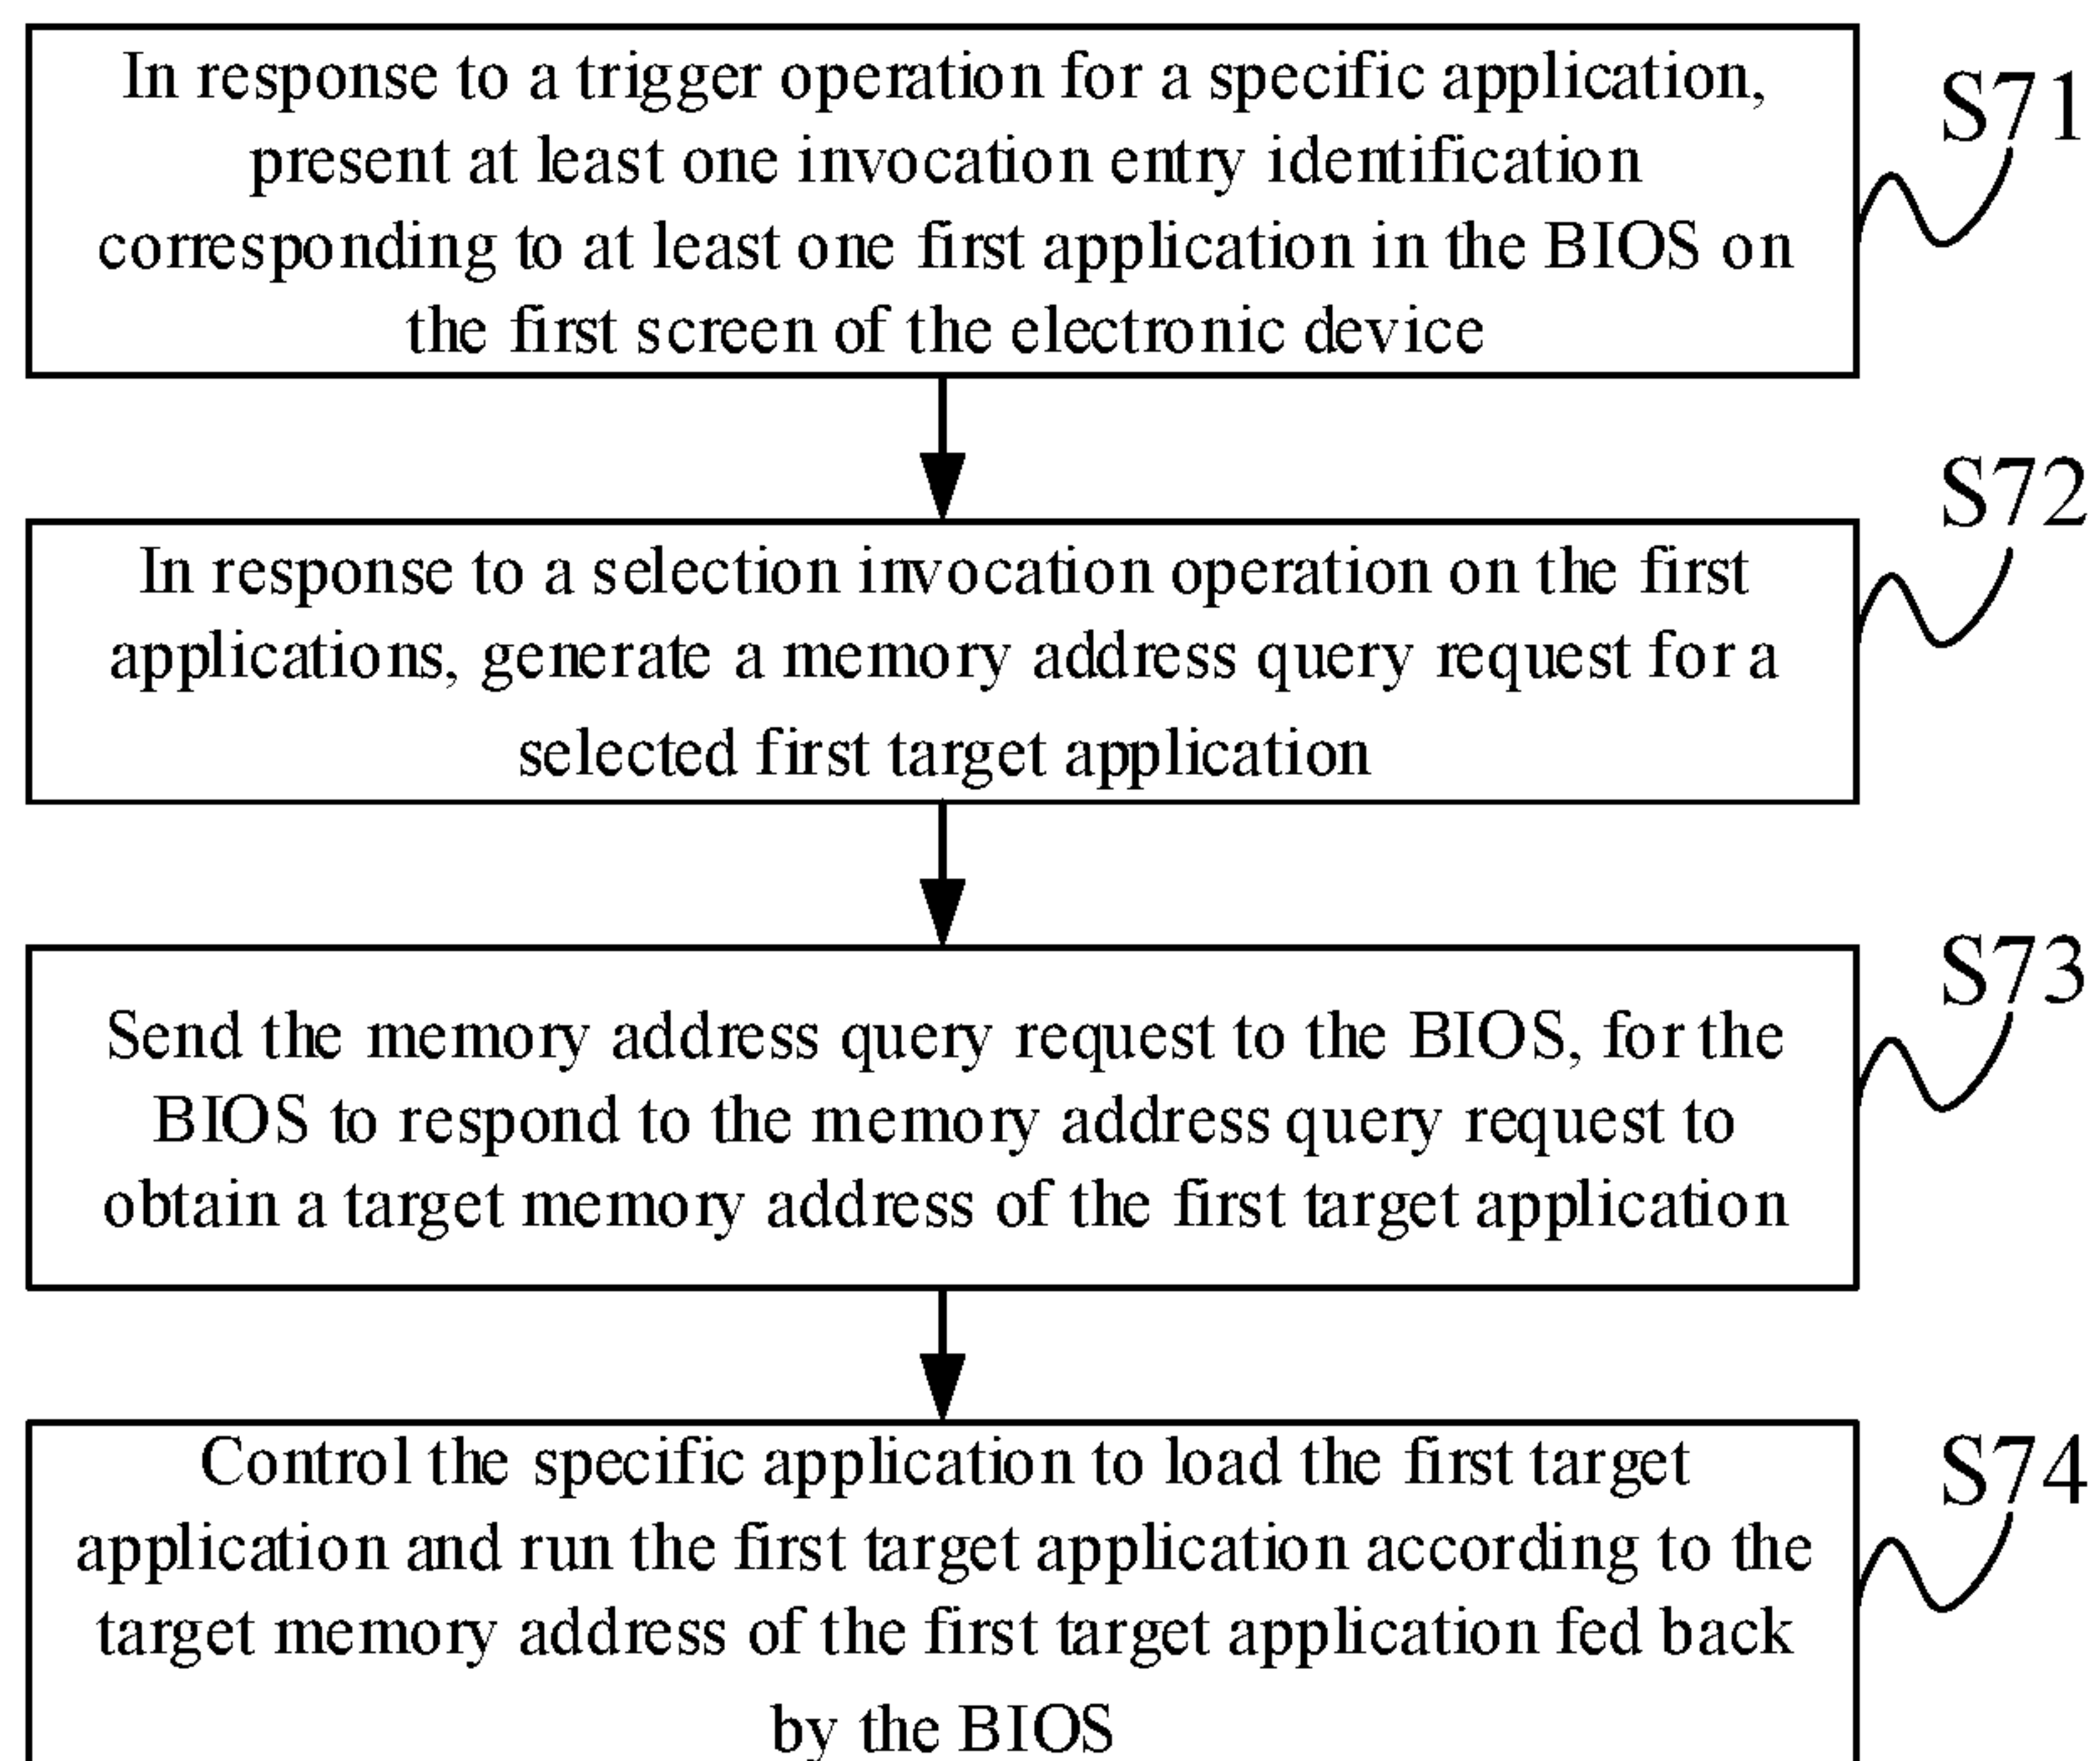 In response to a trigger operation for a specific application,
present at least one invocation entry identification
corresponding to at least one first application in the BIOS on
the first screen of the electronic device
S71
In response to a selection invocation operation on the first
applications, generate a memory address query request for a
selected first target application
S72
Send the memory address query request to the BIOS, for the
BIOS to respond to the memory address query request to
obtain a target memory address of the first target application
S73
Control the specific application to load the first target
application and run the first target application according to the
target memory address of the first target application fed back
by the BIOS
S74